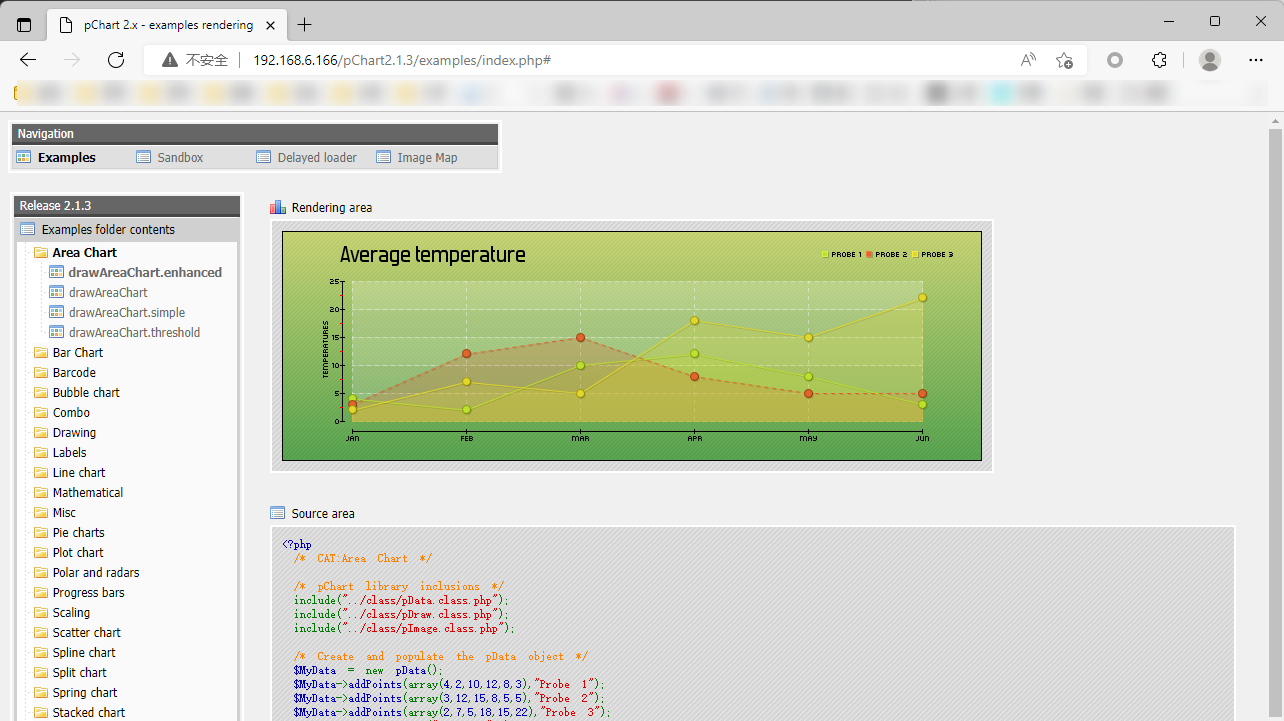 pChart 2.x - examples rendering
不安全
192.168.6.166/pChart2.1.3/examples/index.php#
Navigation
Examples Sandbox Delayed loader Image Map
Release 2.1.3
Examples folder contents
Area Chart
drawAreaChart.enhanced
drawAreaChart
drawAreaChart.simple
drawAreaChart.threshold
Bar Chart
Barcode
Bubble chart
Combo
Drawing
Labels
Line chart
Mathematical
Misc
Pie charts
Plot chart
Polar and radars
Progress bars
Scaling
Scatter chart
Spline chart
Split chart
Spring chart
Stacked chart
Rendering area
Average temperature
PROBE 1 PROBE 2 PROBE 3
TEMPERATURES
25
20
15
10
5
0
JAN FEB MAR APR MAY JUN
Source area
<?php
/* CAT:Area Chart */
/* pChart library inclusions */
include("../class/pData.class.php");
include("../class/pDraw.class.php");
include("../class/pImage.class.php");
/* Create and populate the pData object */
$MyData = new pData();
$MyData->addPoints(array(4,2,10,12,8,3),"Probe 1");
$MyData->addPoints(array(3,12,15,8,5,5),"Probe 2");
$MyData->addPoints(array(2,7,5,18,15,22),"Probe 3");